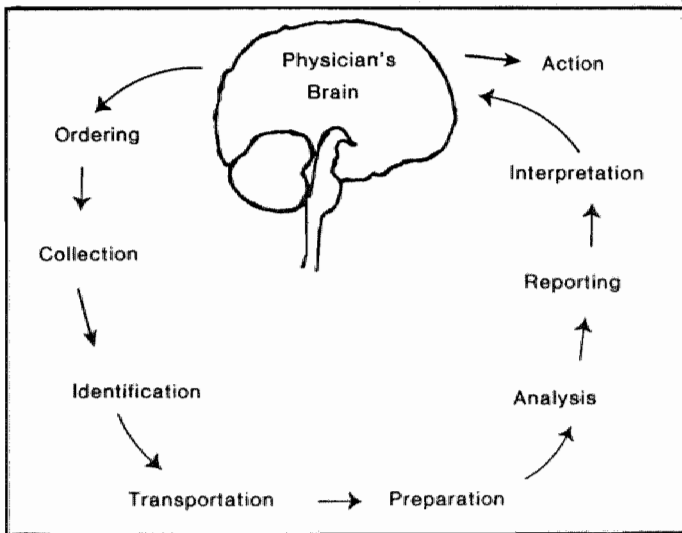 Physician's
Brain
Action
Ordering
Interpretation
Collection
Reporting
Identification
Analysis
Transportation
Preparation